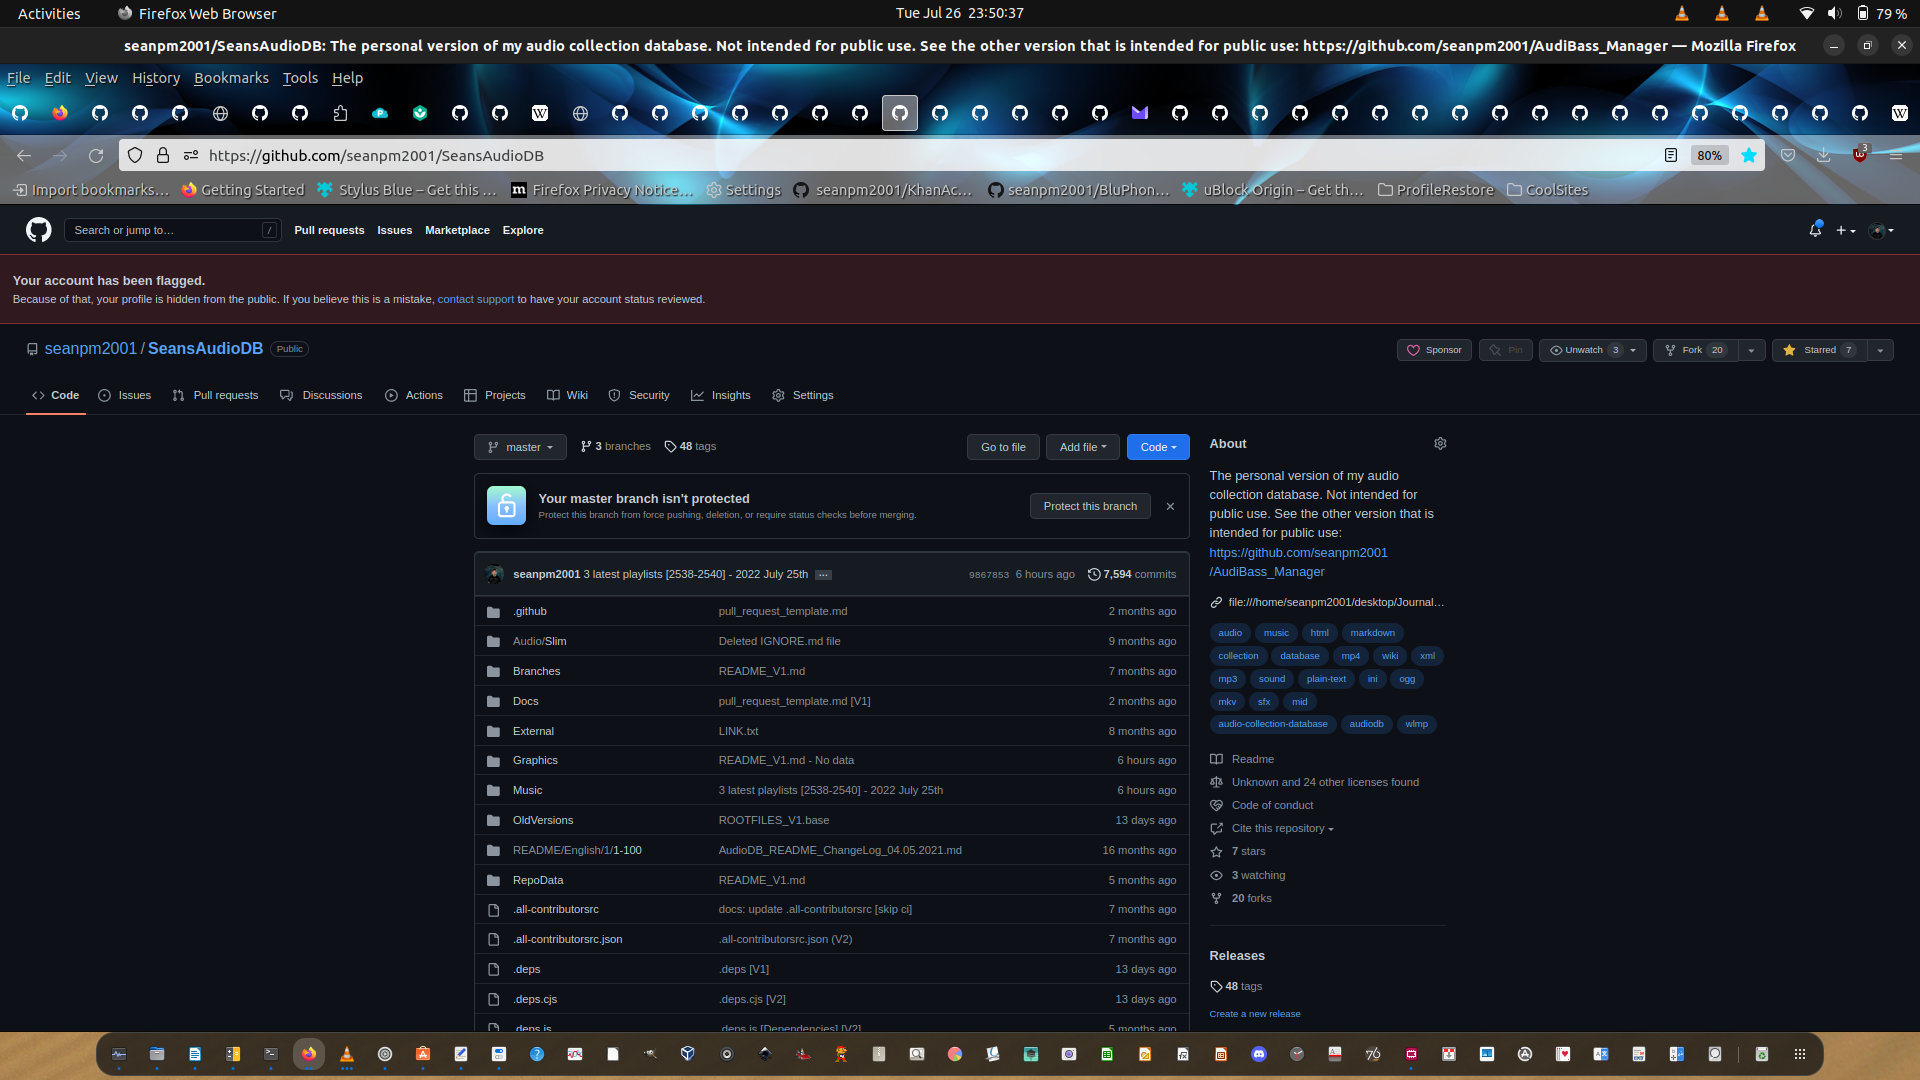 Activities
Firefox Web Browser
Tue Jul 26 23:50:37
79 %
seanpm2001/SeansAudioDB: The personal version of my audio collection database. Not intended for public use. See the other version that is intended for public use: https://github.com/seanpm2001/AudiBass_Manager — Mozilla Firefox
File Edit View History Bookmarks Tools Help
https://github.com/seanpm2001/SeansAudioDB
80%
3
Import bookmarks…
Getting Started
Stylus Blue – Get this …
Firefox Privacy Notice…
Settings
seanpm2001/KhanAc…
seanpm2001/BluPhon…
uBlock Origin – Get th…
ProfileRestore
CoolSites
Search or jump to…
/
Pull requests
Issues
Marketplace
Explore
Your account has been flagged.
Because of that, your profile is hidden from the public. If you believe this is a mistake, contact support to have your account status reviewed.
seanpm2001 / SeansAudioDB
Public
Sponsor
Pin
Unwatch 3
Fork 20
Starred 7
Code
Issues
Pull requests
Discussions
Actions
Projects
Wiki
Security
Insights
Settings
master
3 branches
48 tags
Go to file
Add file
Code
Your master branch isn't protected
Protect this branch from force pushing, deletion, or require status checks before merging.
Protect this branch
seanpm2001 3 latest playlists [2538-2540] - 2022 July 25th
9867853 6 hours ago
7,594 commits
.github pull_request_template.md 2 months ago
Audio/Slim Deleted IGNORE.md file 9 months ago
Branches README_V1.md 7 months ago
Docs pull_request_template.md [V1] 2 months ago
External LINK.txt 8 months ago
Graphics README_V1.md - No data 6 hours ago
Music 3 latest playlists [2538-2540] - 2022 July 25th 6 hours ago
OldVersions ROOTFILES_V1.base 13 days ago
README/English/1/1-100 AudioDB_README_ChangeLog_04.05.2021.md 16 months ago
RepoData README_V1.md 5 months ago
.all-contributorsrc docs: update .all-contributorsrc [skip ci] 7 months ago
.all-contributorsrc.json .all-contributorsrc.json (V2) 7 months ago
.deps .deps [V1] 13 days ago
.deps.cjs .deps.cjs [V2] 13 days ago
.deps.js .deps.js [Dependencies] [V2] 5 months ago
About
The personal version of my audio
collection database. Not intended for
public use. See the other version that is
intended for public use:
https://github.com/seanpm2001
/AudiBass_Manager
file:///home/seanpm2001/desktop/Journal…
audio music html markdown
collection database mp4 wiki xml
mp3 sound plain-text ini ogg
mkv sfx mid
audio-collection-database audiodb wlmp
Readme
Unknown and 24 other licenses found
Code of conduct
Cite this repository
7 stars
3 watching
20 forks
Releases
48 tags
Create a new release